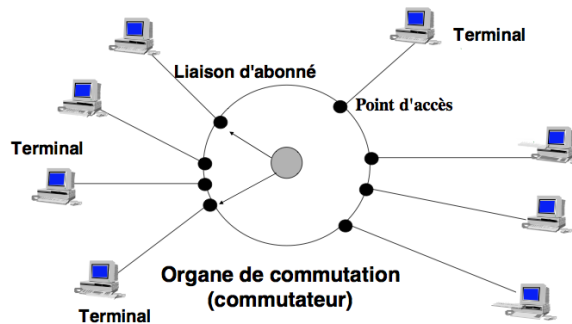 Terminal
Liaison d'abonné
Point d'accès
Terminal
Organe de commutation
(commutateur)
Terminal